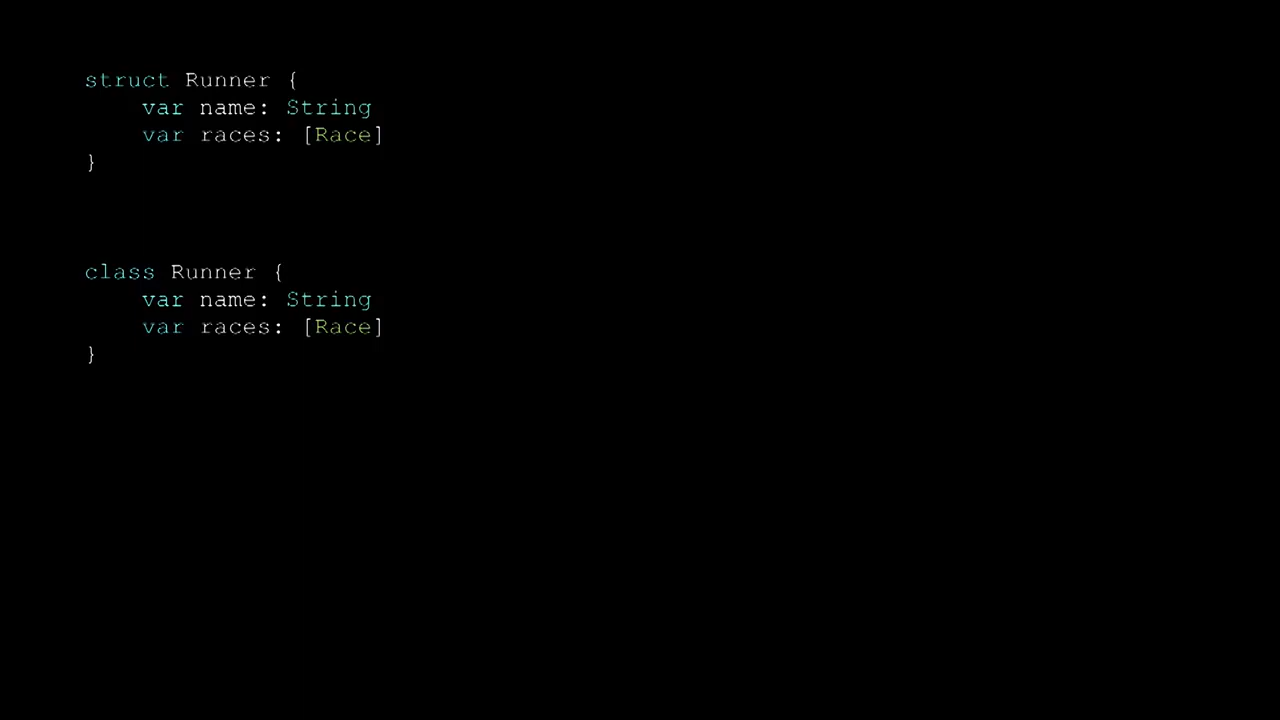 struct Runner {
    var name: String
    var races: [Race]
}
class Runner {
    var name: String
    var races: [Race]
}